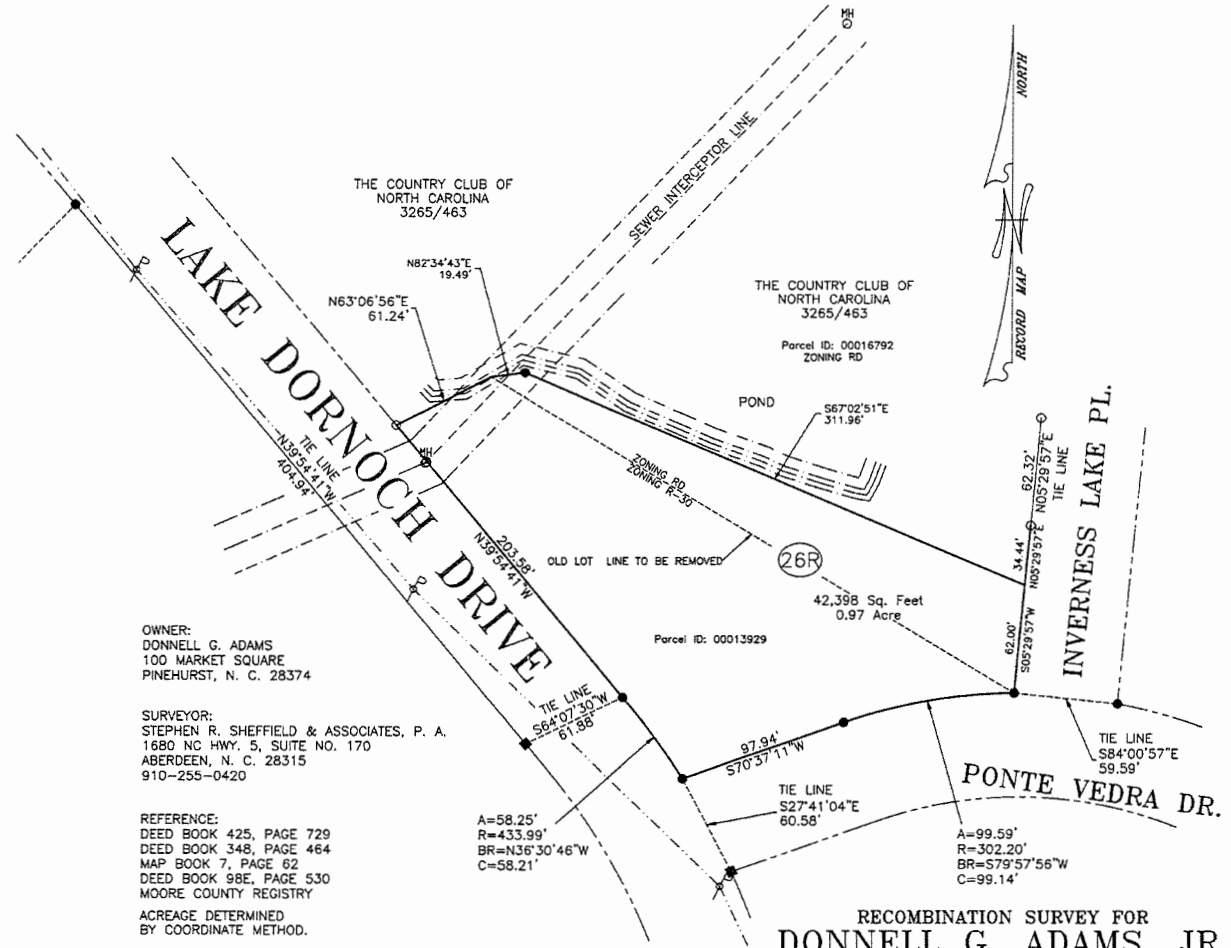 MH
NORTH
RECORD MAP
SEWER INTERCEPTOR LINE
THE COUNTRY CLUB OF
NORTH CAROLINA
3265/463
LAKE DORNOCH DRIVE
N82°34'43"E
19.49'
N63°06'56"E
61.24'
THE COUNTRY CLUB OF
NORTH CAROLINA
3265/463
Parcel ID: 00016792
ZONING RD
POND
S67°02'51"E
311.96'
INVERNESS LAKE PL.
62.32'
N05°29'57"E
TIE LINE
34.44'
N05°29'57"E
62.00'
S05°29'57"W
MH
TIE LINE
N39°54'41"W
404.94'
ZONING RD
ZONING R-30
203.58'
N39°54'41"W
OLD LOT LINE TO BE REMOVED
26R
42,398 Sq. Feet
0.97 Acre
Parcel ID: 00013929
OWNER:
DONNELL G. ADAMS
100 MARKET SQUARE
PINEHURST, N. C. 28374
TIE LINE
S64°07'30"W
61.88'
SURVEYOR:
STEPHEN R. SHEFFIELD & ASSOCIATES, P. A.
1680 NC HWY. 5, SUITE NO. 170
ABERDEEN, N. C. 28315
910-255-0420
97.94'
S70°37'11"W
TIE LINE
S84°00'57"E
59.59'
PONTE VEDRA DR.
TIE LINE
S27°41'04"E
60.58'
REFERENCE:
DEED BOOK 425, PAGE 729
DEED BOOK 348, PAGE 464
MAP BOOK 7, PAGE 62
DEED BOOK 98E, PAGE 530
MOORE COUNTY REGISTRY
ACREAGE DETERMINED
BY COORDINATE METHOD.
A=58.25'
R=433.99'
BR=N36°30'46"W
C=58.21'
A=99.59'
R=302.20'
BR=S79°57'56"W
C=99.14'
RECOMBINATION SURVEY FOR
DONNELL G. ADAMS, JR